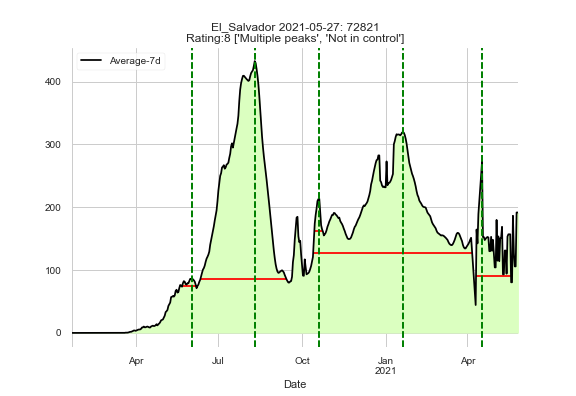 El_Salvador 2021-05-27: 72821
Rating:8 ['Multiple peaks', 'Not in control']
Average-7d
400
300
200
100
0
Apr Jul Oct Jan Apr
2021
Date